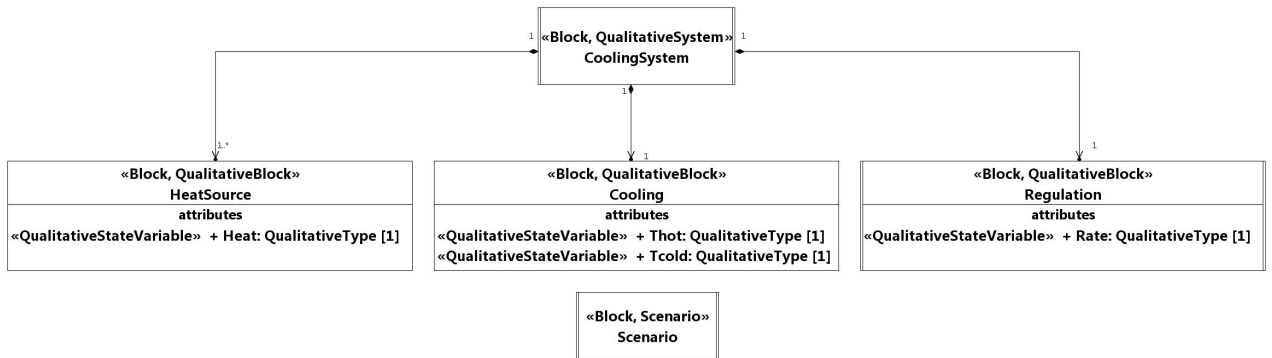 «Block, QualitativeSystem»
CoolingSystem
1
1
1
1..*
1
1
«Block, QualitativeBlock»
HeatSource
attributes
«QualitativeStateVariable» + Heat: QualitativeType [1]
«Block, QualitativeBlock»
Cooling
attributes
«QualitativeStateVariable» + Thot: QualitativeType [1]
«QualitativeStateVariable» + Tcold: QualitativeType [1]
«Block, QualitativeBlock»
Regulation
attributes
«QualitativeStateVariable» + Rate: QualitativeType [1]
«Block, Scenario»
Scenario